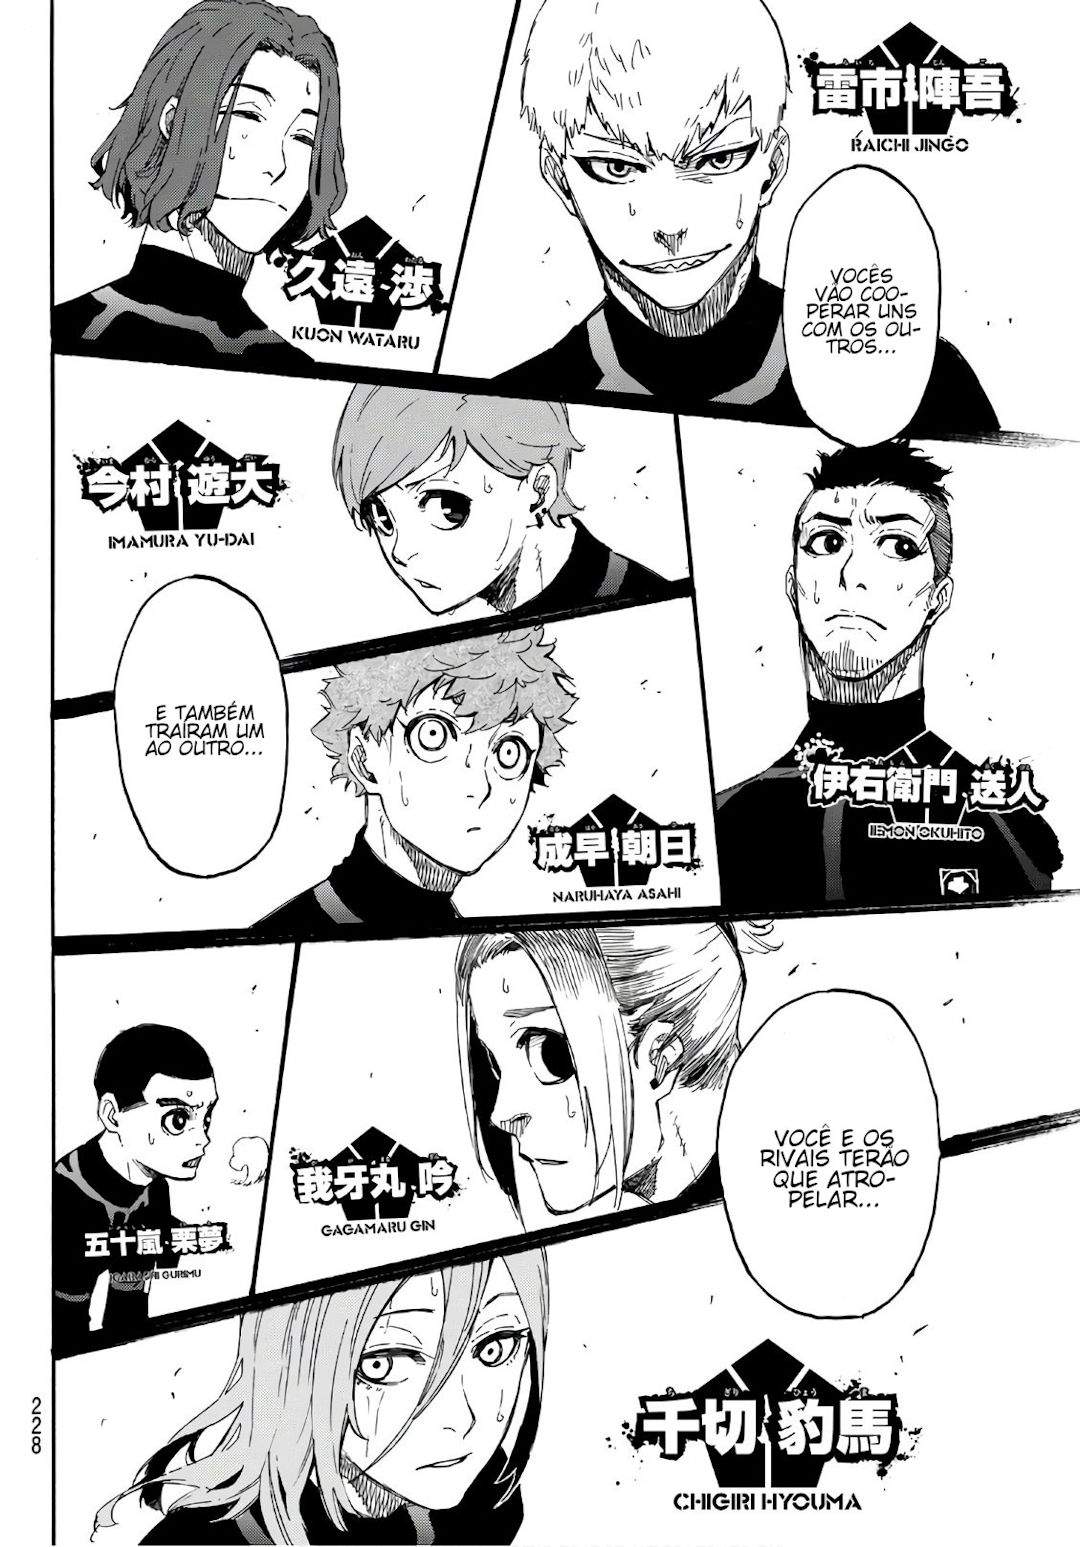 雷市 陣吾
RAICHI JINGO
VOCÊS
VÃO COO-
PERAR UNS
COM OS OU-
TROS...
久遠 渉
KUON WATARU
今村 遊大
IMAMURA YU-DAI
E TAMBÉM
TRAÍRAM UM
AO OUTRO...
伊右衛門 送人
IEMON OKUHITO
成早 朝日
NARUHAYA ASAHI
VOCÊ E OS
RIVAIS TERÃO
QUE ATRO-
PELAR...
我牙丸 吟
GAGAMARU GIN
五十嵐 栗夢
IGARASHI GURIMU
千切 豹馬
CHIGIRI HYOUMA
228